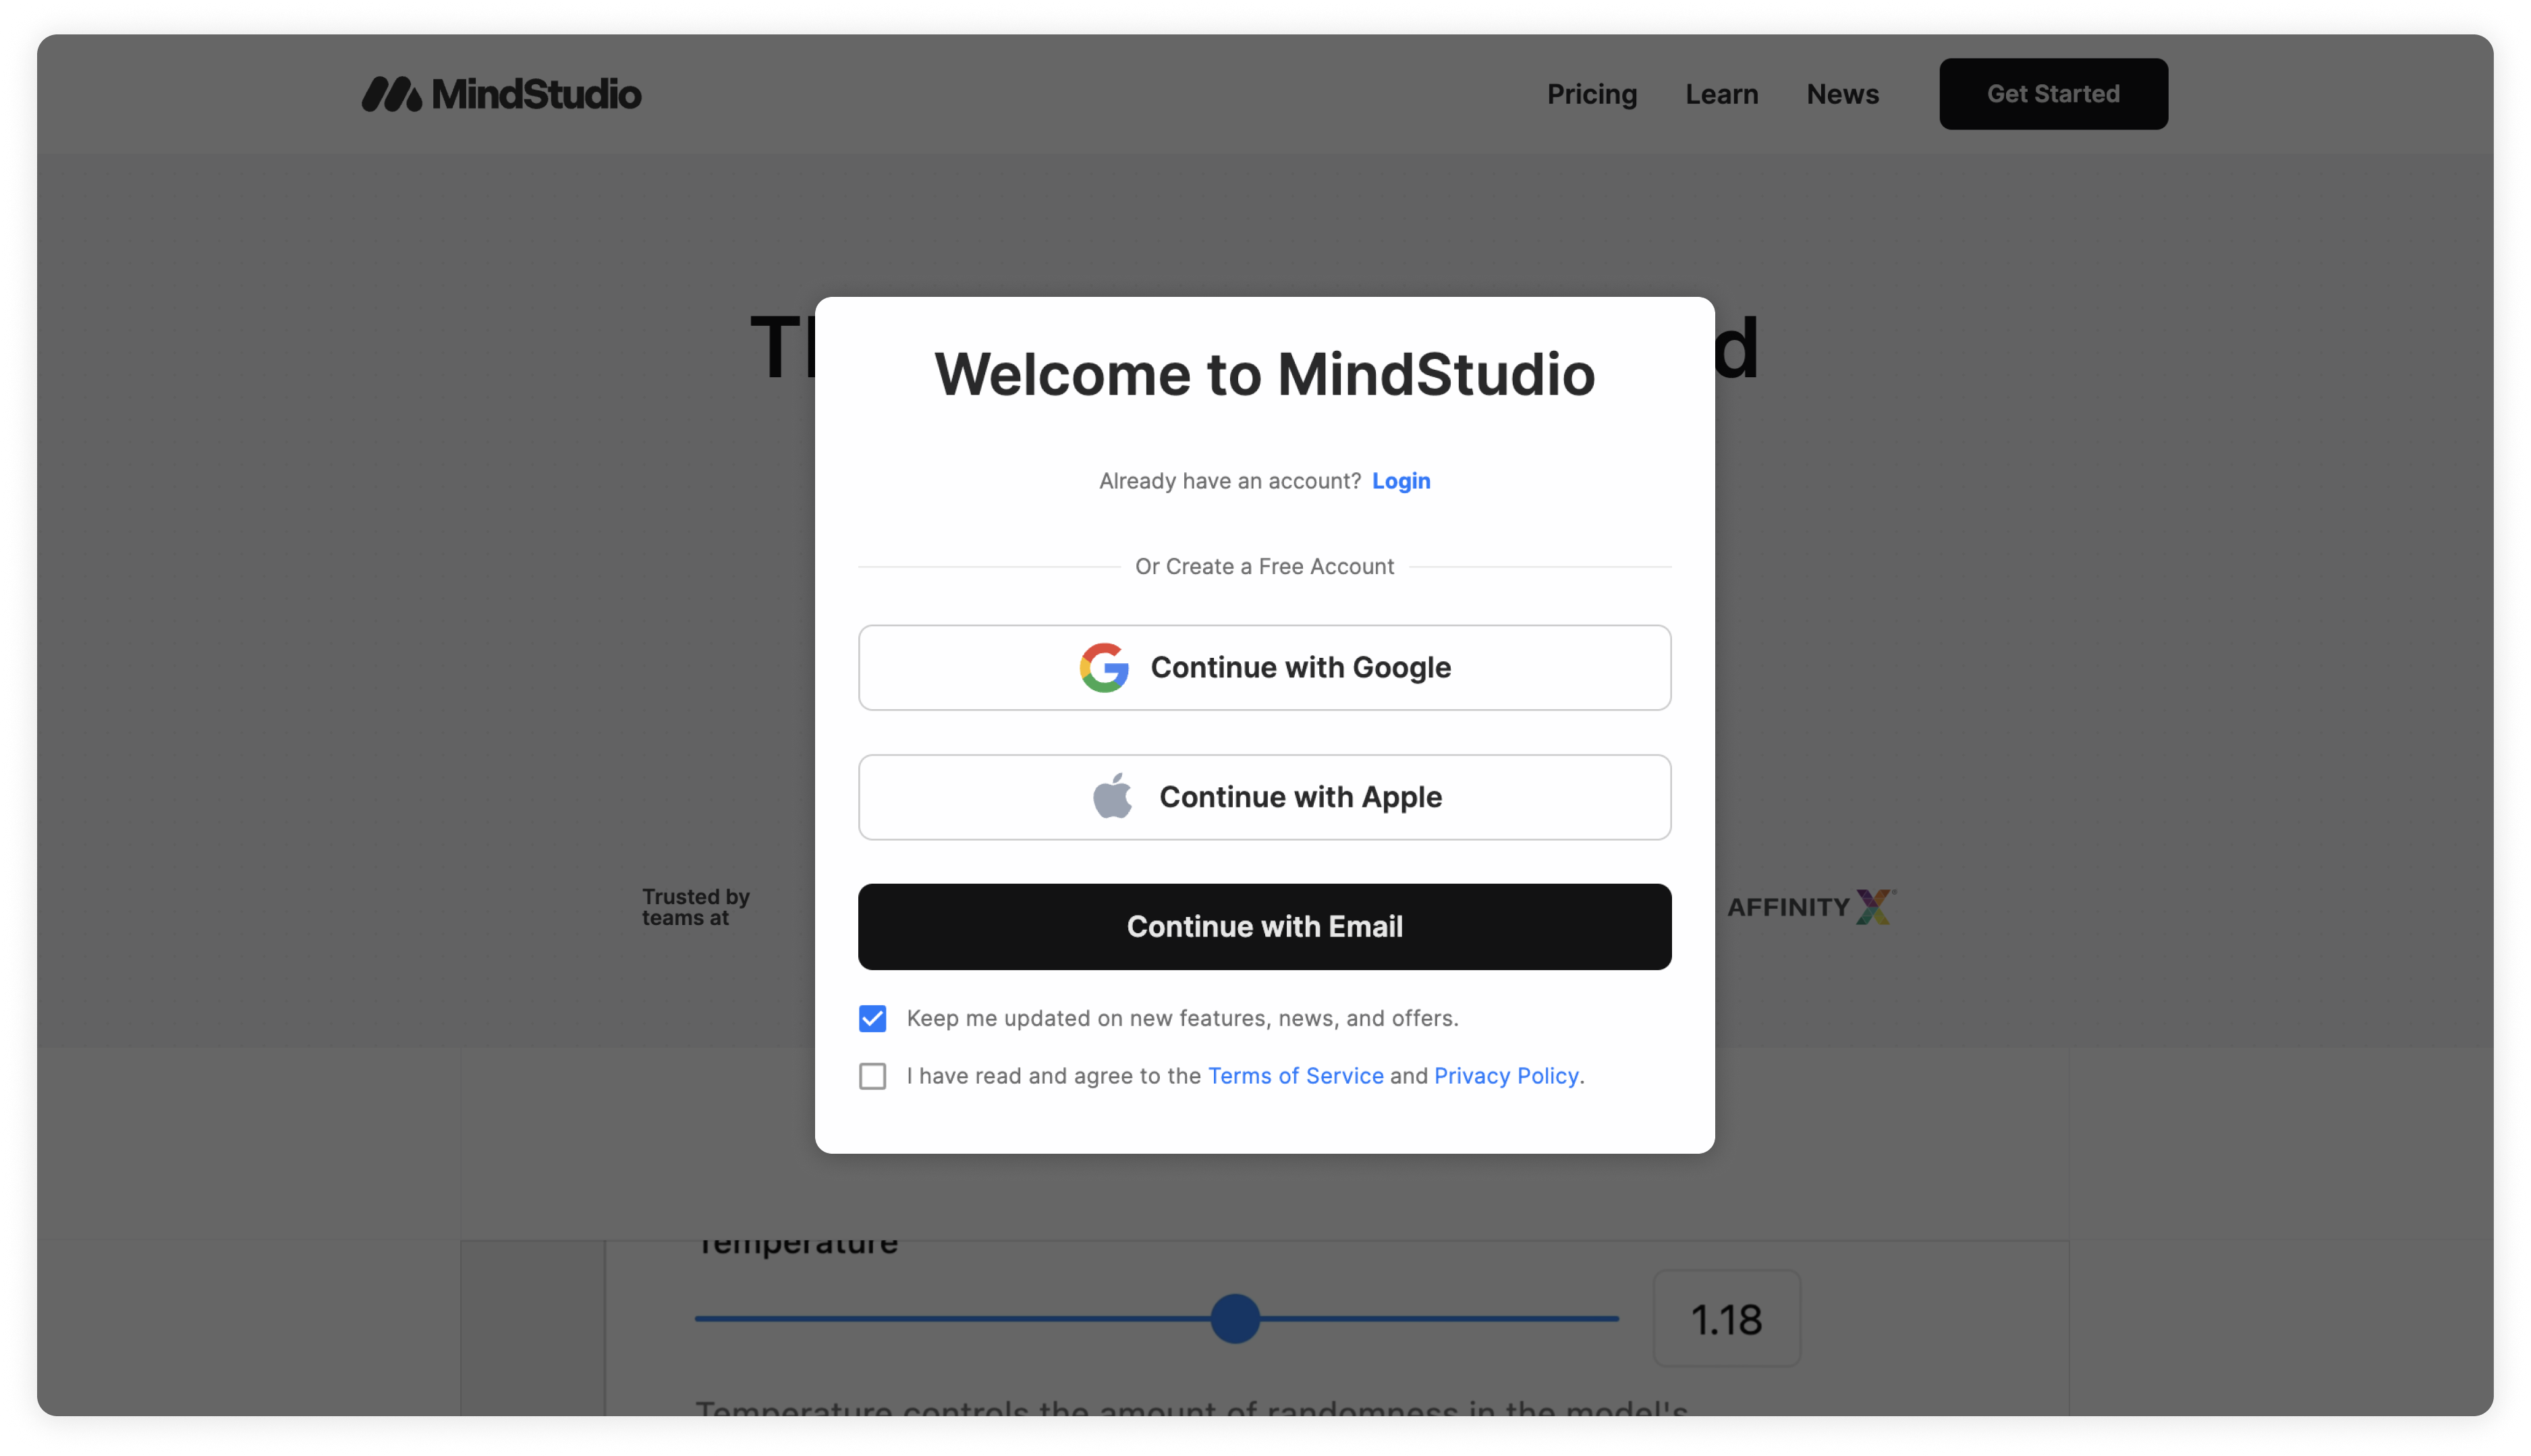 MindStudio
Pricing
Learn
News
Get Started
Welcome to MindStudio
Already have an account? Login
Or Create a Free Account
Continue with Google
Continue with Apple
Continue with Email
Keep me updated on new features, news, and offers.
I have read and agree to the Terms of Service and Privacy Policy.
Trusted by
teams at
AFFINITY X
Temperature
1.18
Temperature controls the amount of randomness in the model's